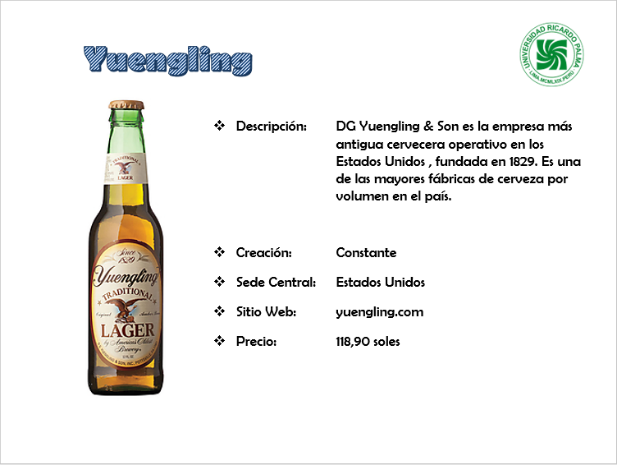 Yuengling
UNIVERSIDAD RICARDO PALMA
LIMA, MCMLXIX, PERÚ
❖ Descripción: DG Yuengling & Son es la empresa más
antigua cervecera operativo en los
Estados Unidos , fundada en 1829. Es una
de las mayores fábricas de cerveza por
volumen en el país.
❖ Creación: Constante
❖ Sede Central: Estados Unidos
❖ Sitio Web: yuengling.com
❖ Precio: 118,90 soles
TRADITIONAL
LAGER
Since
1829
Yuengling
TRADITIONAL
LAGER
by America's Oldest
Brewery